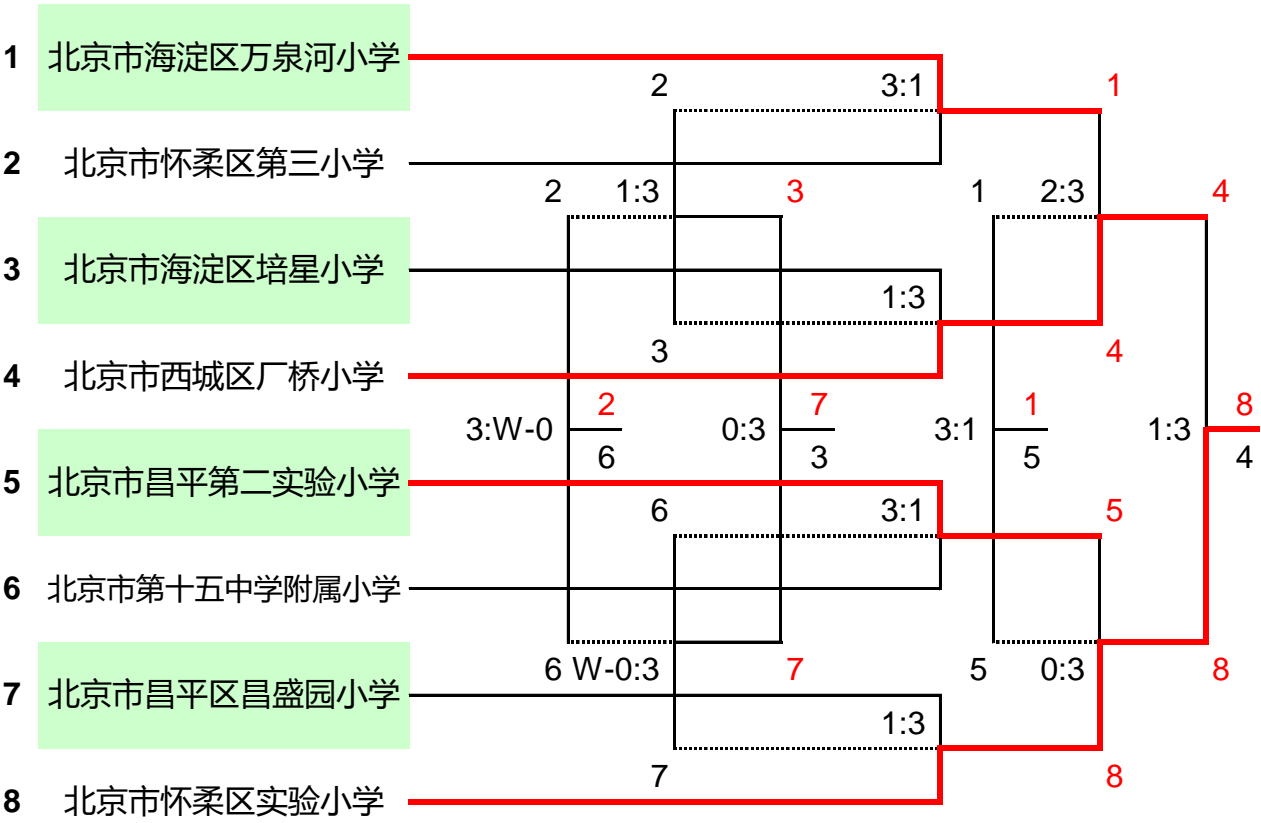 1 北京市海淀区万泉河小学
2 3:1 1
2 北京市怀柔区第三小学
2 1:3 3 1 2:3 4
3 北京市海淀区培星小学
1:3
3 4
4 北京市西城区厂桥小学
2 7 1 8
3:W-0 0:3 3:1 1:3
6 3 5 4
5 北京市昌平第二实验小学
6 3:1 5
6 北京市第十五中学附属小学
6 W-0:3 7 5 0:3 8
7 北京市昌平区昌盛园小学
1:3
7 8
8 北京市怀柔区实验小学